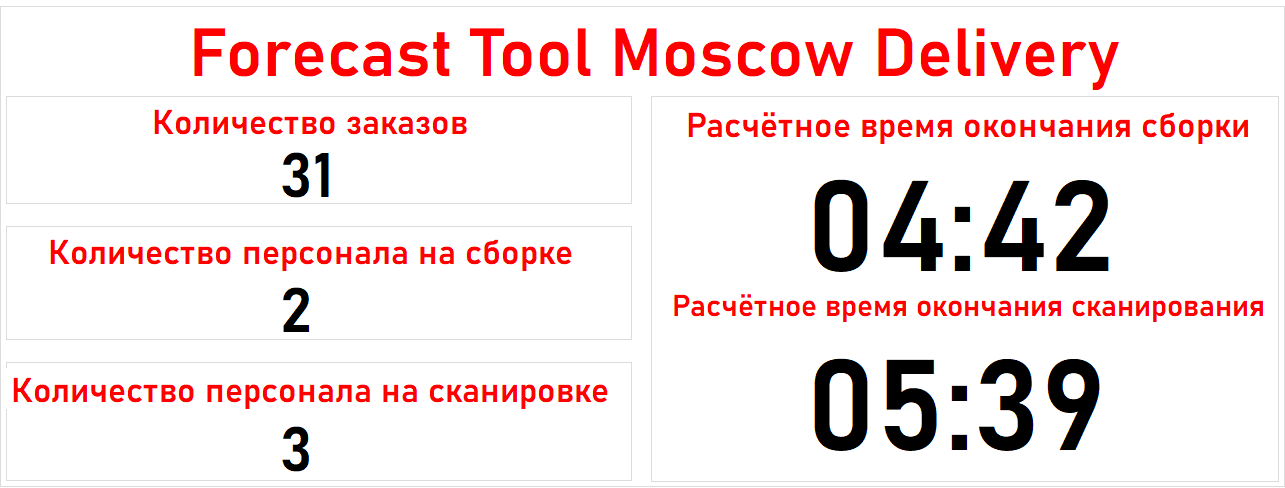 Forecast Tool Moscow Delivery
Количество заказов
31
Количество персонала на сборке
2
Количество персонала на сканировке
3
Расчётное время окончания сборки
04:42
Расчётное время окончания сканирования
05:39